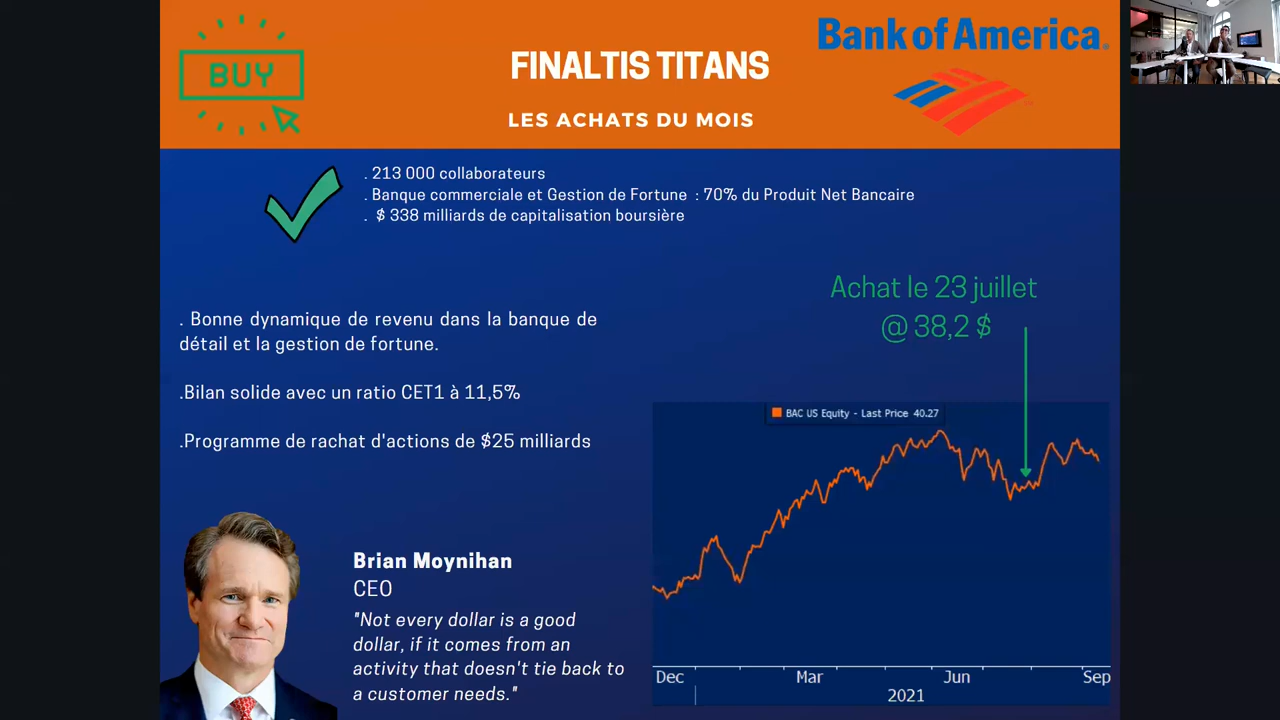 BUY
FINALTIS TITANS
LES ACHATS DU MOIS
Bank of America.
. 213 000 collaborateurs
. Banque commerciale et Gestion de Fortune : 70% du Produit Net Bancaire
. $ 338 milliards de capitalisation boursière
Achat le 23 juillet
@ 38,2 $
. Bonne dynamique de revenu dans la banque de
détail et la gestion de fortune.
.Bilan solide avec un ratio CET1 à 11,5%
.Programme de rachat d'actions de $25 milliards
BAC US Equity - Last Price 40.27
Dec Mar Jun Sep
2021
Brian Moynihan
CEO
"Not every dollar is a good
dollar, if it comes from an
activity that doesn't tie back to
a customer needs."